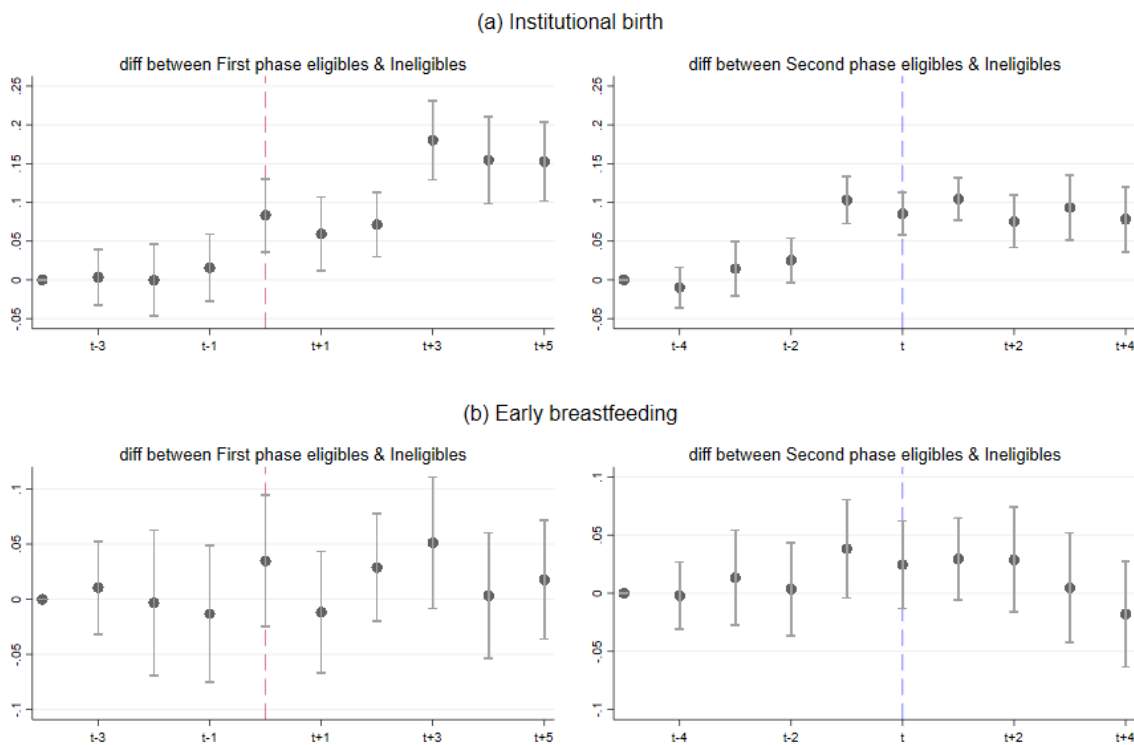 (a) Institutional birth
diff between First phase eligibles & Ineligibles
.25
.2
.15
.1
.05
0
-.05
t-3
t-1
t+1
t+3
t+5
diff between Second phase eligibles & Ineligibles
.25
.2
.15
.1
.05
0
-.05
t-4
t-2
t
t+2
t+4
(b) Early breastfeeding
diff between First phase eligibles & Ineligibles
.1
.05
0
-.05
-.1
t-3
t-1
t+1
t+3
t+5
diff between Second phase eligibles & Ineligibles
.1
.05
0
-.05
-.1
t-4
t-2
t
t+2
t+4